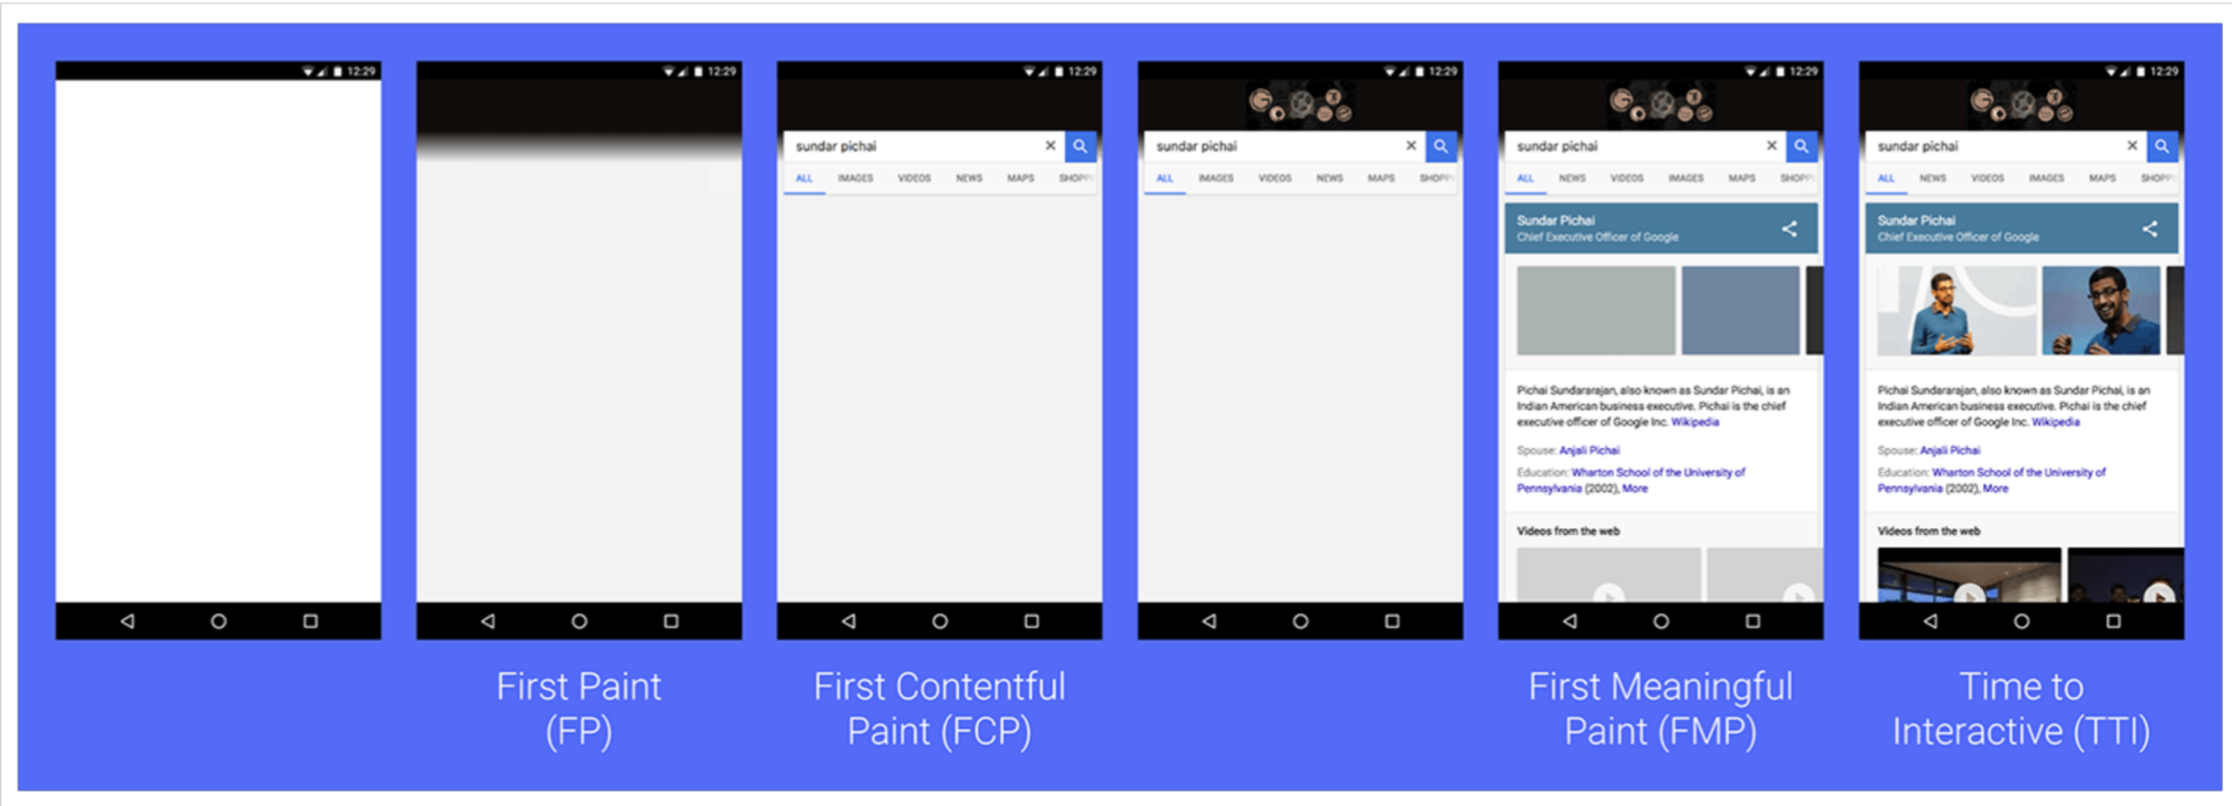 12:29
12:29
First Paint
(FP)
12:29
sundar pichai
ALL IMAGES VIDEOS NEWS MAPS
First Contentful
Paint (FCP)
12:29
sundar pichai
ALL IMAGES VIDEOS NEWS MAPS
12:29
sundar pichai
ALL NEWS VIDEOS IMAGES MAPS
Sundar Pichai
Chief Executive Officer of Google
Pichai Sundararajan, also known as Sundar Pichai, is an
Indian American business executive. Pichai is the chief
executive officer of Google Inc. Wikipedia
Spouse: Anjali Pichai
Education: Wharton School of the University of
Pennsylvania (2002), More
Videos from the web
First Meaningful
Paint (FMP)
12:29
sundar pichai
ALL NEWS VIDEOS IMAGES MAPS
Sundar Pichai
Chief Executive Officer of Google
Pichai Sundararajan, also known as Sundar Pichai, is an
Indian American business executive. Pichai is the chief
executive officer of Google Inc. Wikipedia
Spouse: Anjali Pichai
Education: Wharton School of the University of
Pennsylvania (2002), More
Videos from the web
Time to
Interactive (TTI)